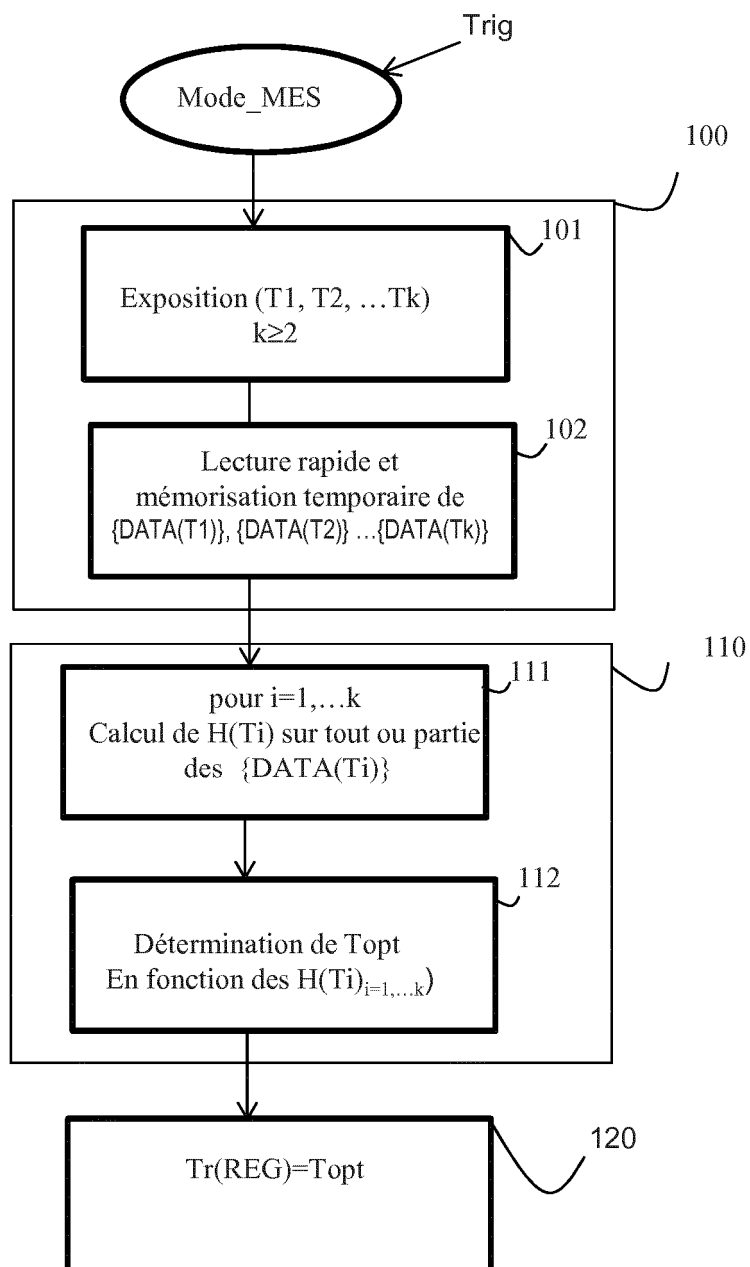 Trig
Mode_MES
100
101
Exposition (T1, T2, …Tk)
k≥2
102
Lecture rapide et
mémorisation temporaire de
{DATA(T1)}, {DATA(T2)} …{DATA(Tk)}
110
111
pour i=1,…k
Calcul de H(Ti) sur tout ou partie
des {DATA(Ti)}
112
Détermination de Topt
En fonction des H(Ti)i=1,…k)
120
Tr(REG)=Topt